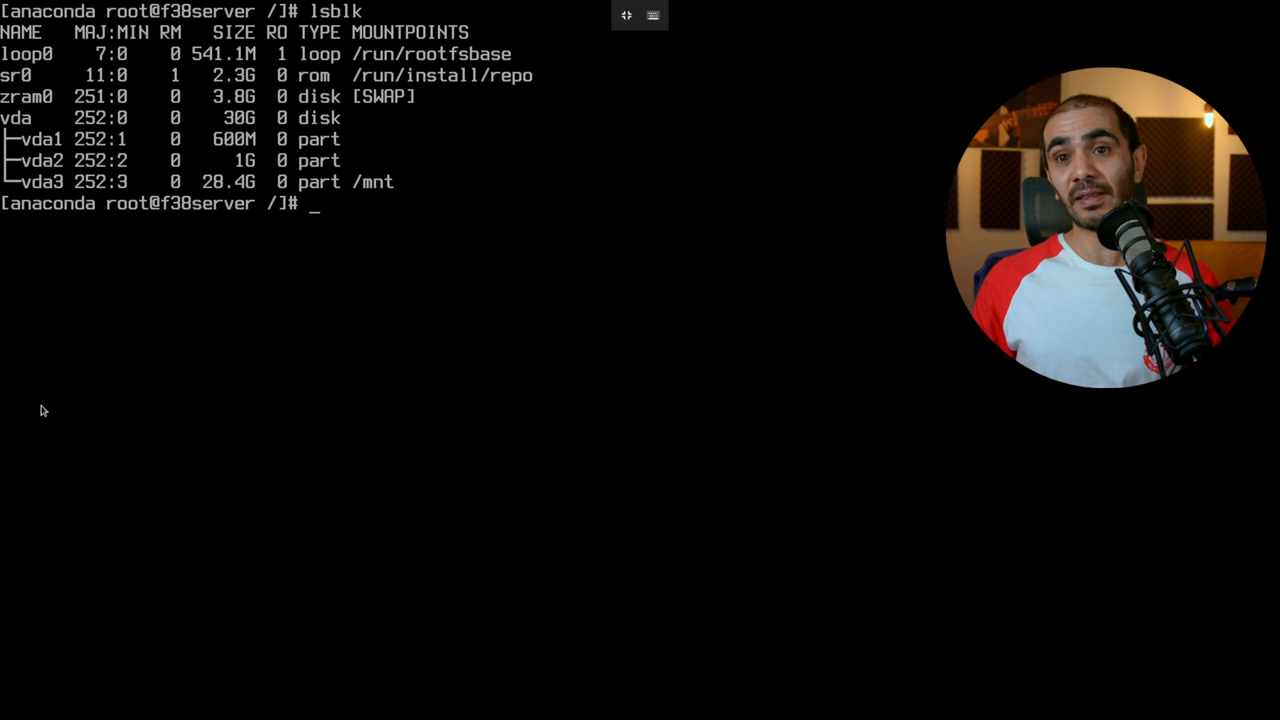 [anaconda root@f38server /]# lsblk
NAME   MAJ:MIN RM   SIZE RO TYPE MOUNTPOINTS
loop0    7:0    0 541.1M  1 loop /run/rootfsbase
sr0     11:0    1   2.3G  0 rom  /run/install/repo
zram0  251:0    0   3.8G  0 disk [SWAP]
vda    252:0    0    30G  0 disk
├─vda1 252:1    0   600M  0 part
├─vda2 252:2    0     1G  0 part
└─vda3 252:3    0  28.4G  0 part /mnt
[anaconda root@f38server /]# _